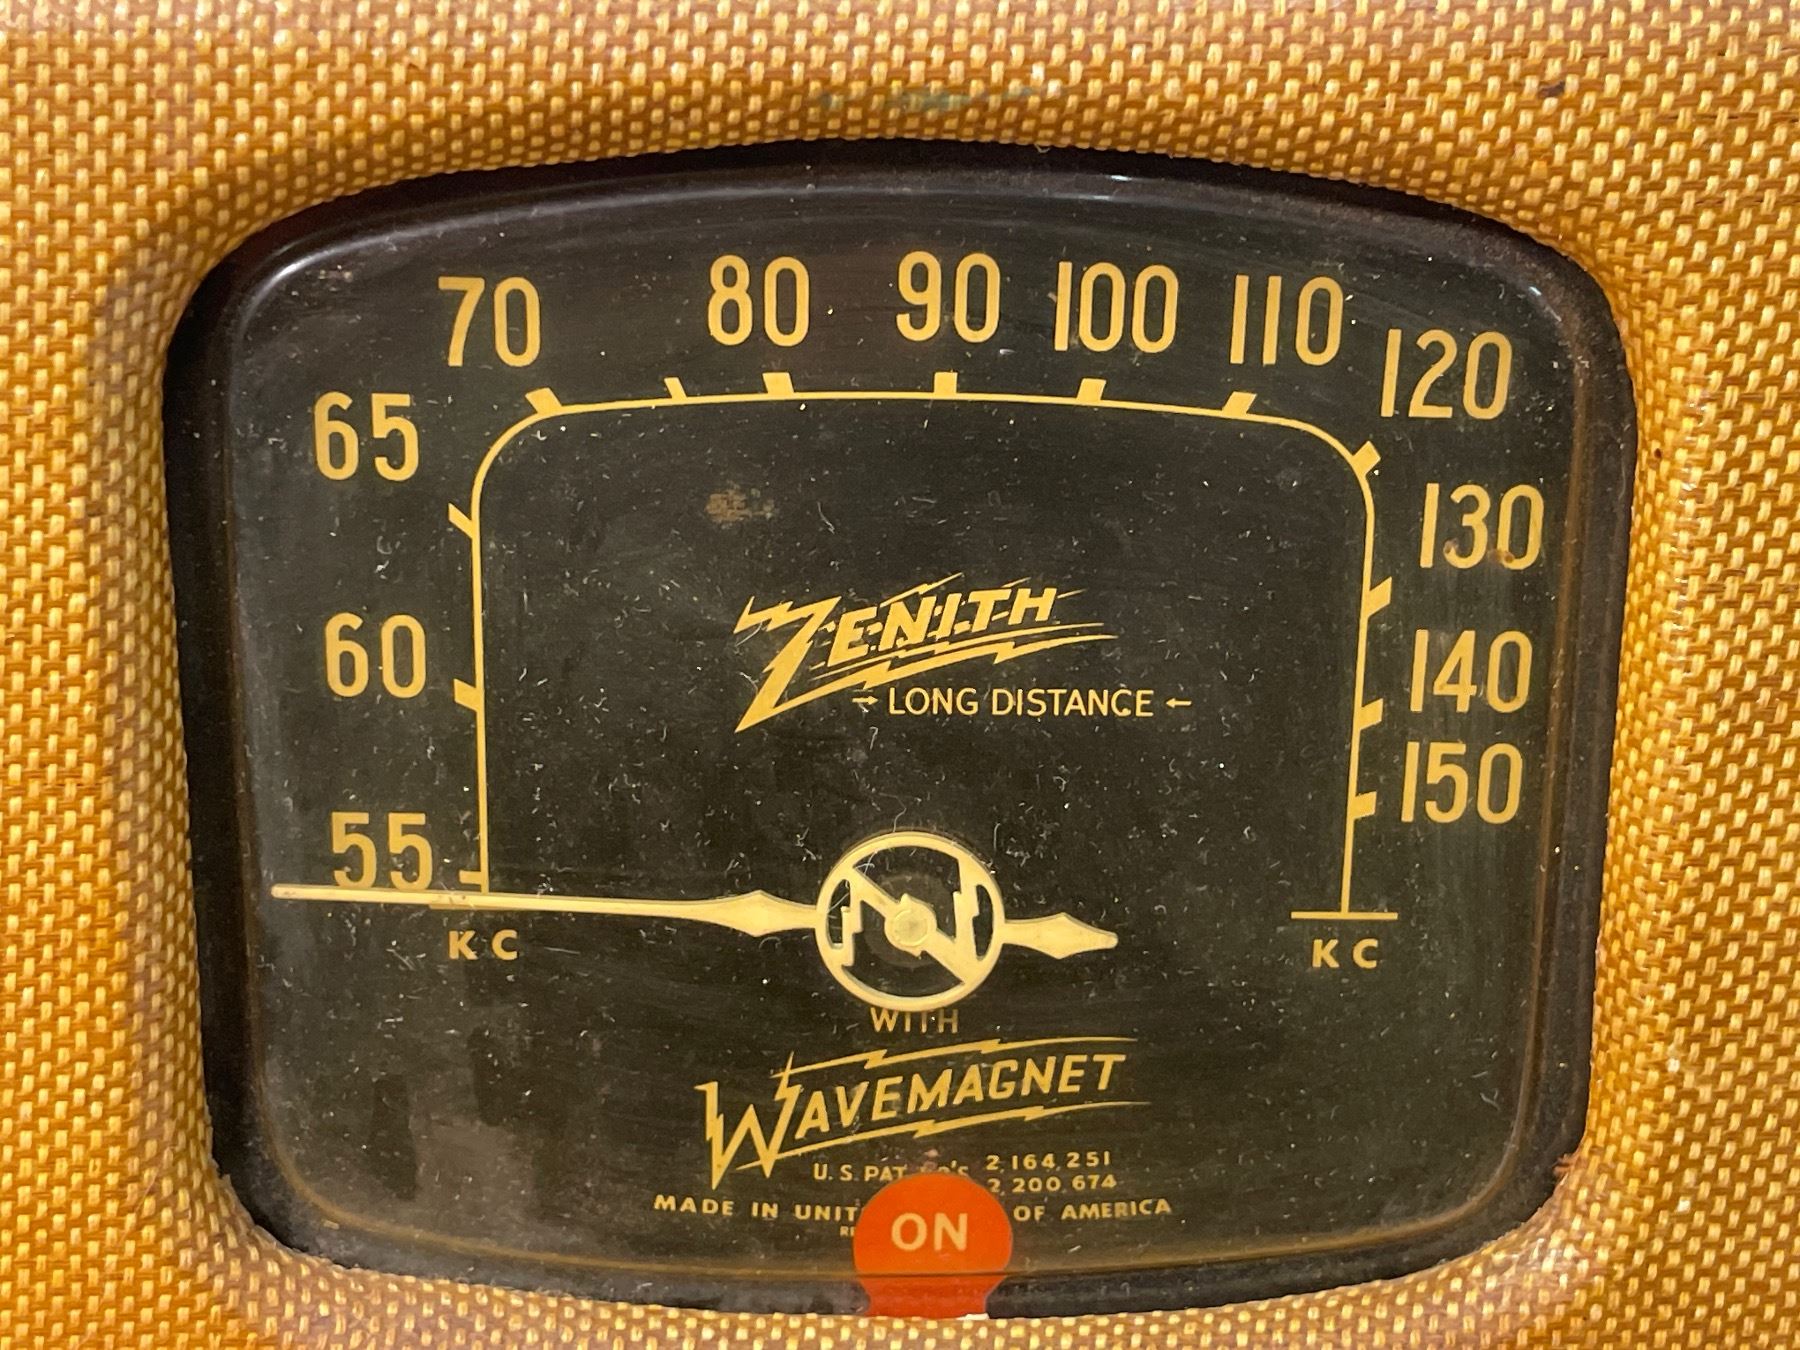 70 80 90 100 110 120
65 130
60 140
55 150
KC KC
ZENITH
LONG DISTANCE
WITH
WAVEMAGNET
U.S. PAT 2,164,251
2,200,674
MADE IN OF AMERICA
ON